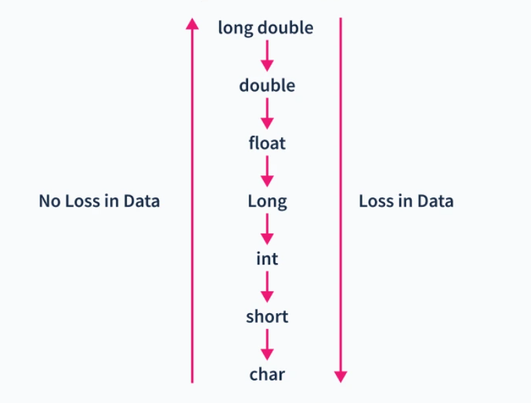 long double
double
float
No Loss in Data
Long
Loss in Data
int
short
char